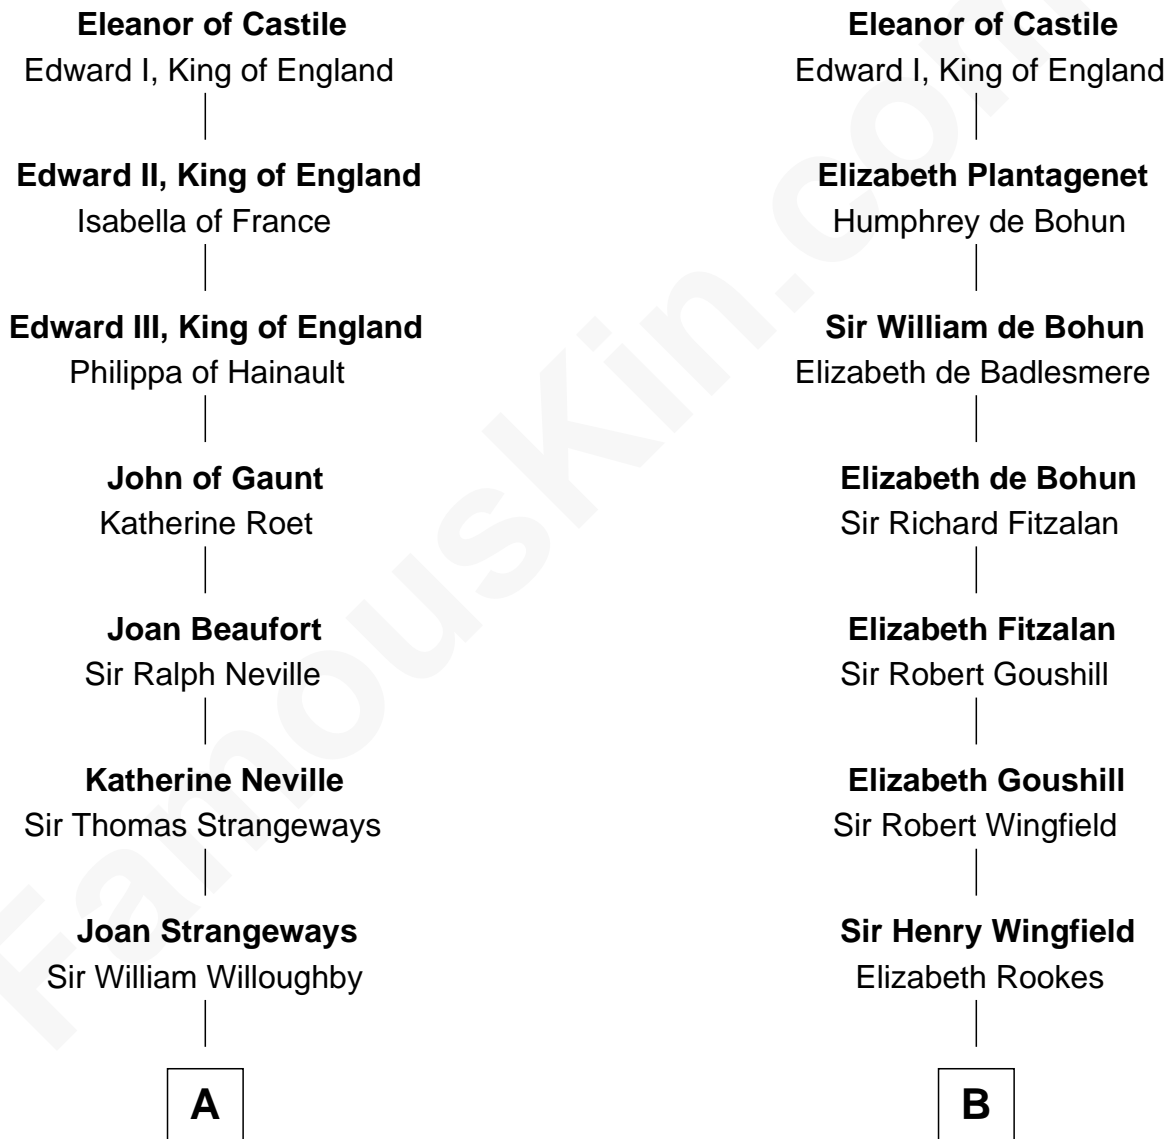 Eleanor of Castile
Edward I, King of England
Edward II, King of England
Isabella of France
Edward III, King of England
Philippa of Hainault
John of Gaunt
Katherine Roet
Joan Beaufort
Sir Ralph Neville
Katherine Neville
Sir Thomas Strangeways
Joan Strangeways
Sir William Willoughby
A
Eleanor of Castile
Edward I, King of England
Elizabeth Plantagenet
Humphrey de Bohun
Sir William de Bohun
Elizabeth de Badlesmere
Elizabeth de Bohun
Sir Richard Fitzalan
Elizabeth Fitzalan
Sir Robert Goushill
Elizabeth Goushill
Sir Robert Wingfield
Sir Henry Wingfield
Elizabeth Rookes
B
FamousKin.com